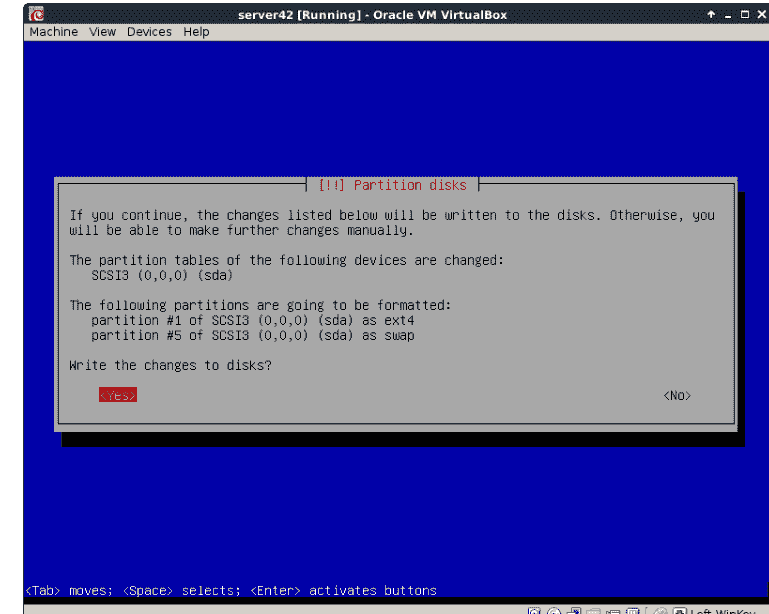 server42 [Running] - Oracle VM VirtualBox
Machine View Devices Help
[!!] Partition disks
If you continue, the changes listed below will be written to the disks. Otherwise, you
will be able to make further changes manually.
The partition tables of the following devices are changed:
SCSI3 (0,0,0) (sda)
The following partitions are going to be formatted:
partition #1 of SCSI3 (0,0,0) (sda) as ext4
partition #5 of SCSI3 (0,0,0) (sda) as swap
Write the changes to disks?
<Yes> <No>
<Tab> moves; <Space> selects; <Enter> activates buttons
Left WinKey